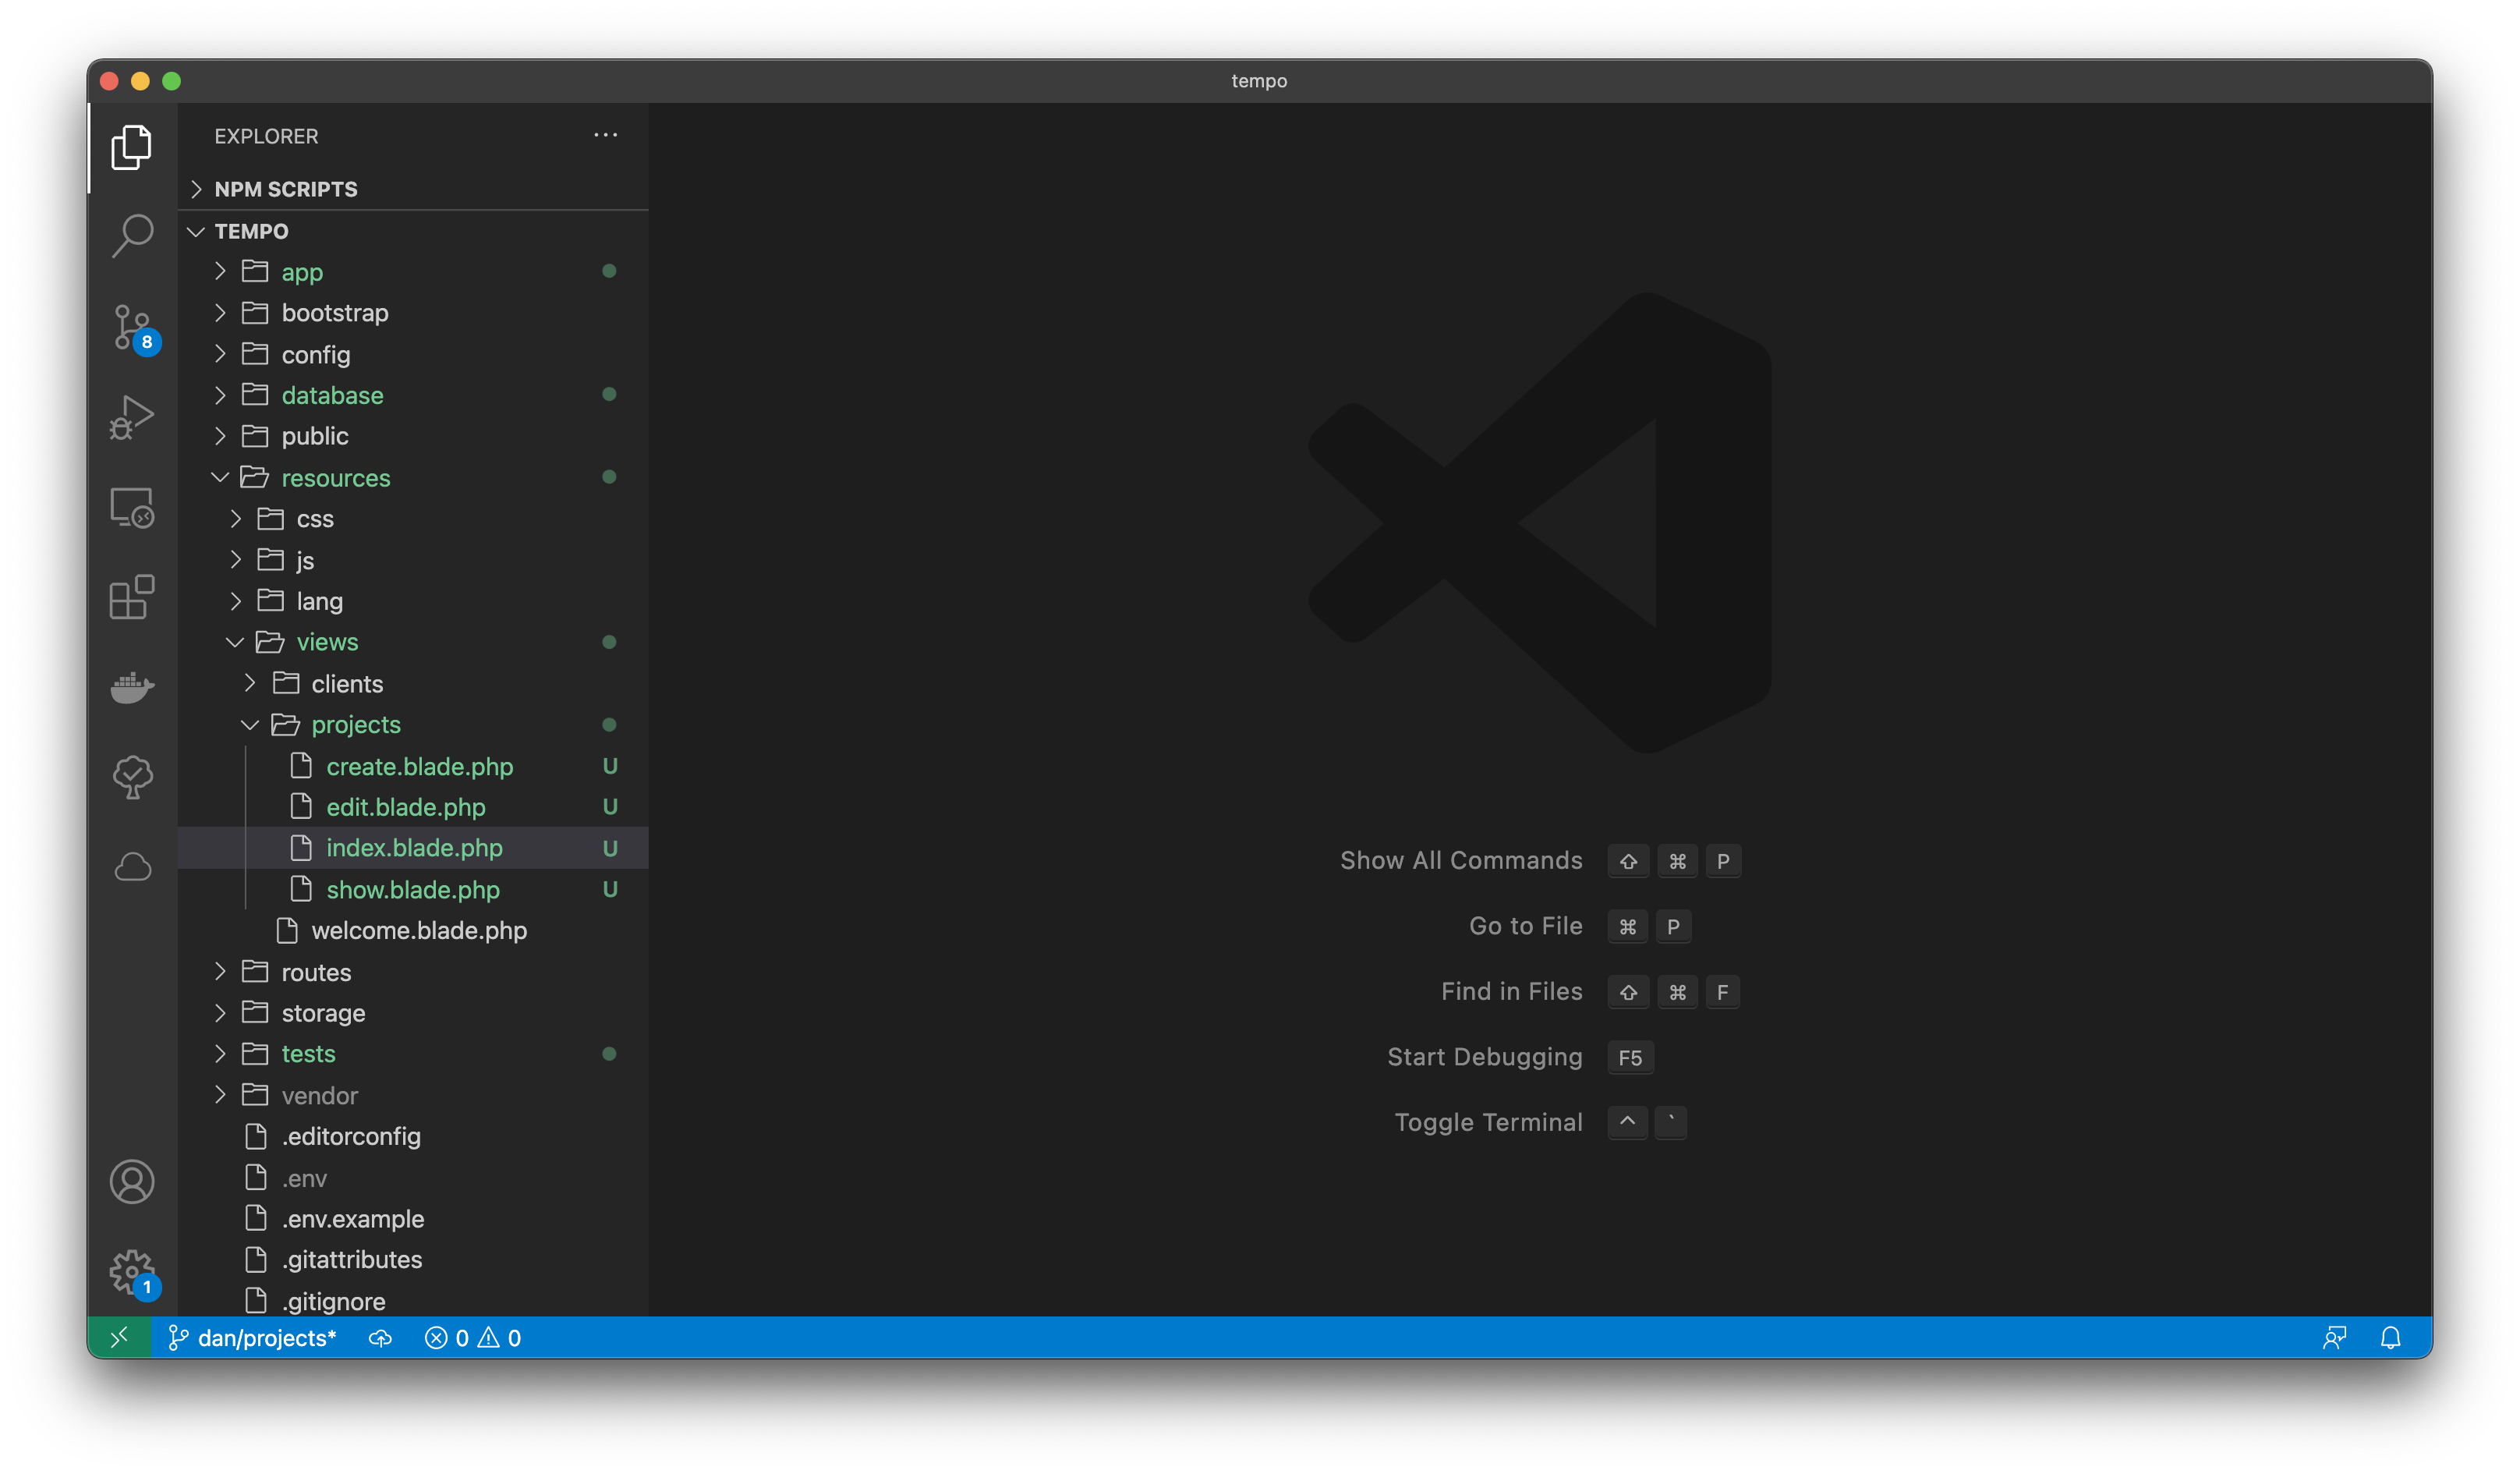 tempo
EXPLORER
NPM SCRIPTS
TEMPO
app
bootstrap
config
database
public
resources
css
js
lang
views
clients
projects
create.blade.php U
edit.blade.php U
index.blade.php U
show.blade.php U
welcome.blade.php
routes
storage
tests
vendor
.editorconfig
.env
.env.example
.gitattributes
.gitignore
8
1
Show All Commands ⇧ ⌘ P
Go to File ⌘ P
Find in Files ⇧ ⌘ F
Start Debugging F5
Toggle Terminal ^ `
dan/projects* 0 0